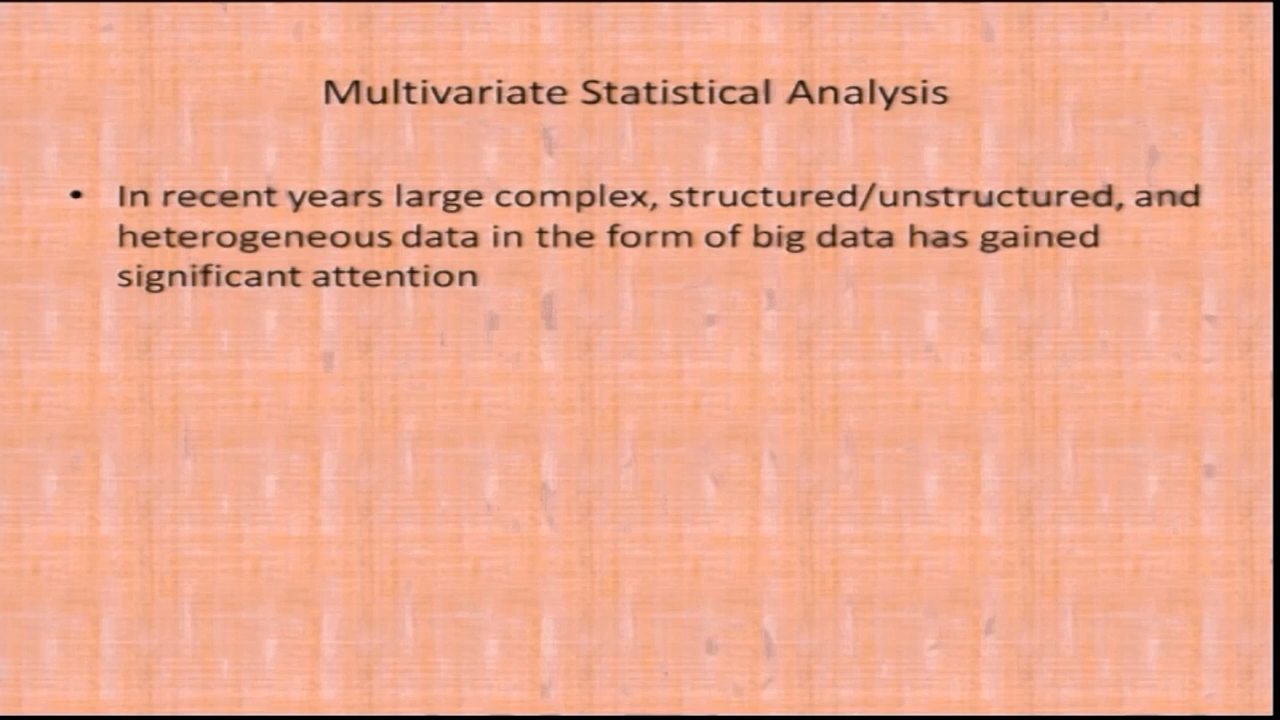 Multivariate Statistical Analysis
• In recent years large complex, structured/unstructured, and
heterogeneous data in the form of big data has gained
significant attention